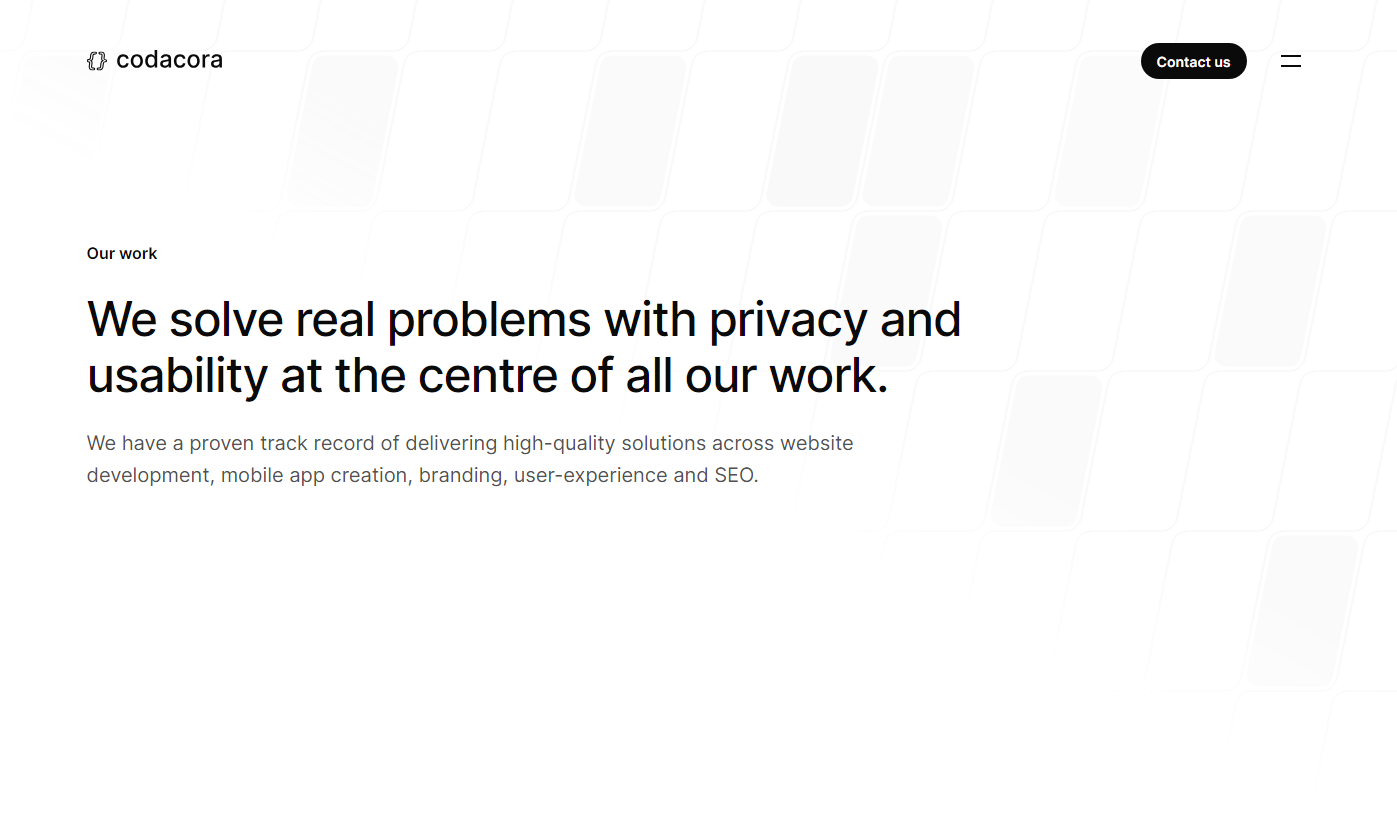 codacora
Contact us
Our work
We solve real problems with privacy and
usability at the centre of all our work.
We have a proven track record of delivering high-quality solutions across website
development, mobile app creation, branding, user-experience and SEO.